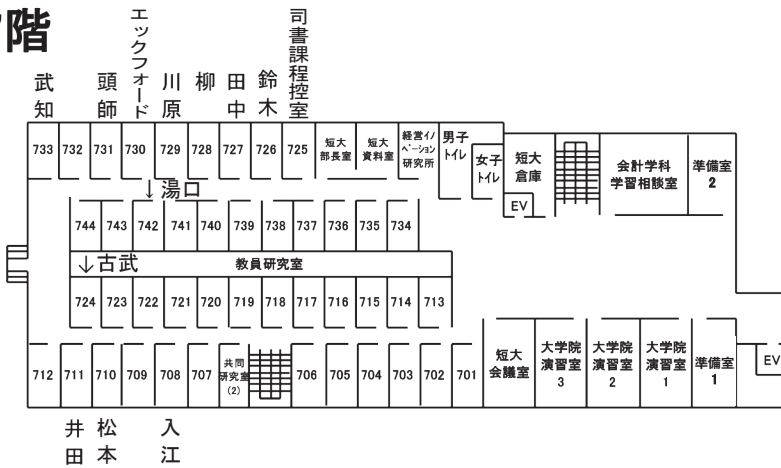 階
武知
頭師
エックフォード
川原
柳
田中
鈴木
司書課程控室
733 732 731 730 729 728 727 726 725
短大
部長室
短大
資料室
経営イノ
ベーション
研究所
男子
トイレ
女子
トイレ
短大
倉庫
EV
会計学科
学習相談室
準備室
2
↓湯口
744 743 742 741 740 739 738 737 736 735 734
↓古武
教員研究室
724 723 722 721 720 719 718 717 716 715 714 713
712 711 710 709 708 707
共同
研究室
(2)
706 705 704 703 702 701
短大
会議室
大学院
演習室
3
大学院
演習室
2
大学院
演習室
1
準備室
1
EV
井田
松本
入江